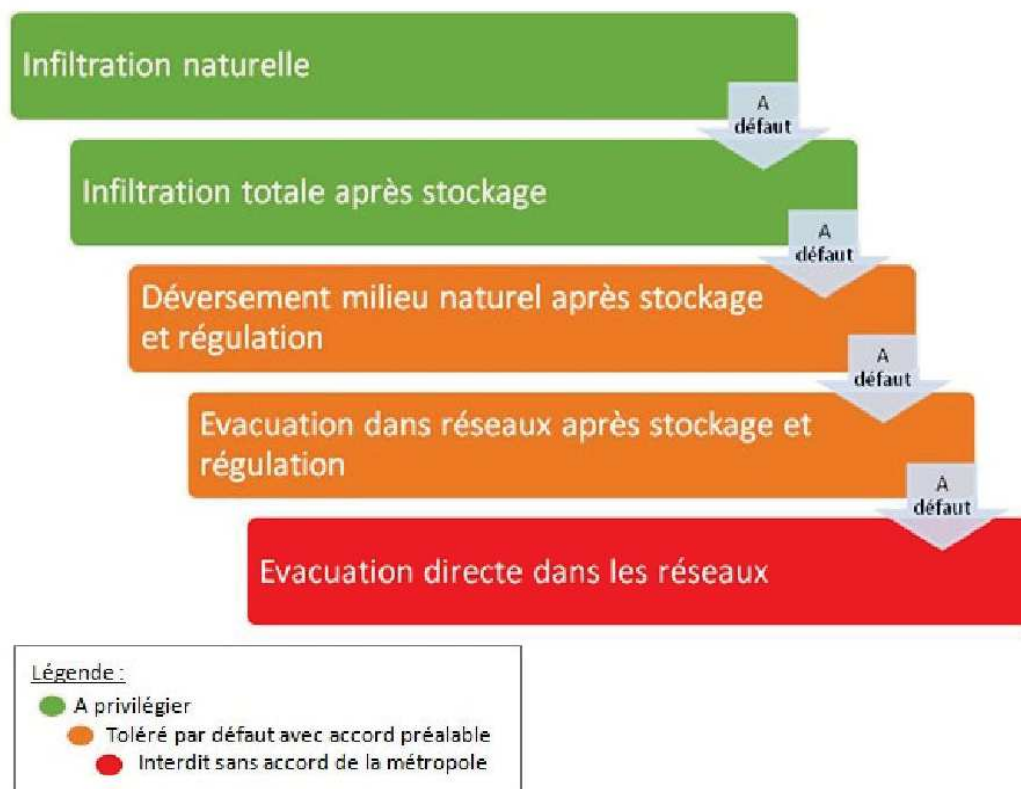 Infiltration naturelle
A
défaut
Infiltration totale après stockage
A
défaut
Déversement milieu naturel après stockage
et régulation
A
défaut
Evacuation dans réseaux après stockage et
régulation
A
défaut
Evacuation directe dans les réseaux
Légende :
A privilégier
Toléré par défaut avec accord préalable
Interdit sans accord de la métropole